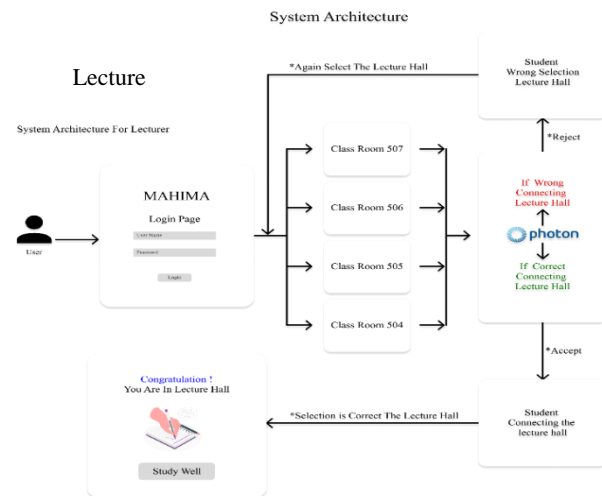 System Architecture
Lecture
System Architecture For Lecturer
User
MAHIMA
Login Page
User Name
Password
Login
*Again Select The Lecture Hall
Class Room 507
Class Room 506
Class Room 505
Class Room 504
Student
Wrong Selection
Lecture Hall
*Reject
If Wrong
Connecting
Lecture Hall
photon
If Correct
Connecting
Lecture Hall
*Accept
Student
Connecting the
lecture hall
*Selection is Correct The Lecture Hall
Congratulation !
You Are In Lecture Hall
Study Well